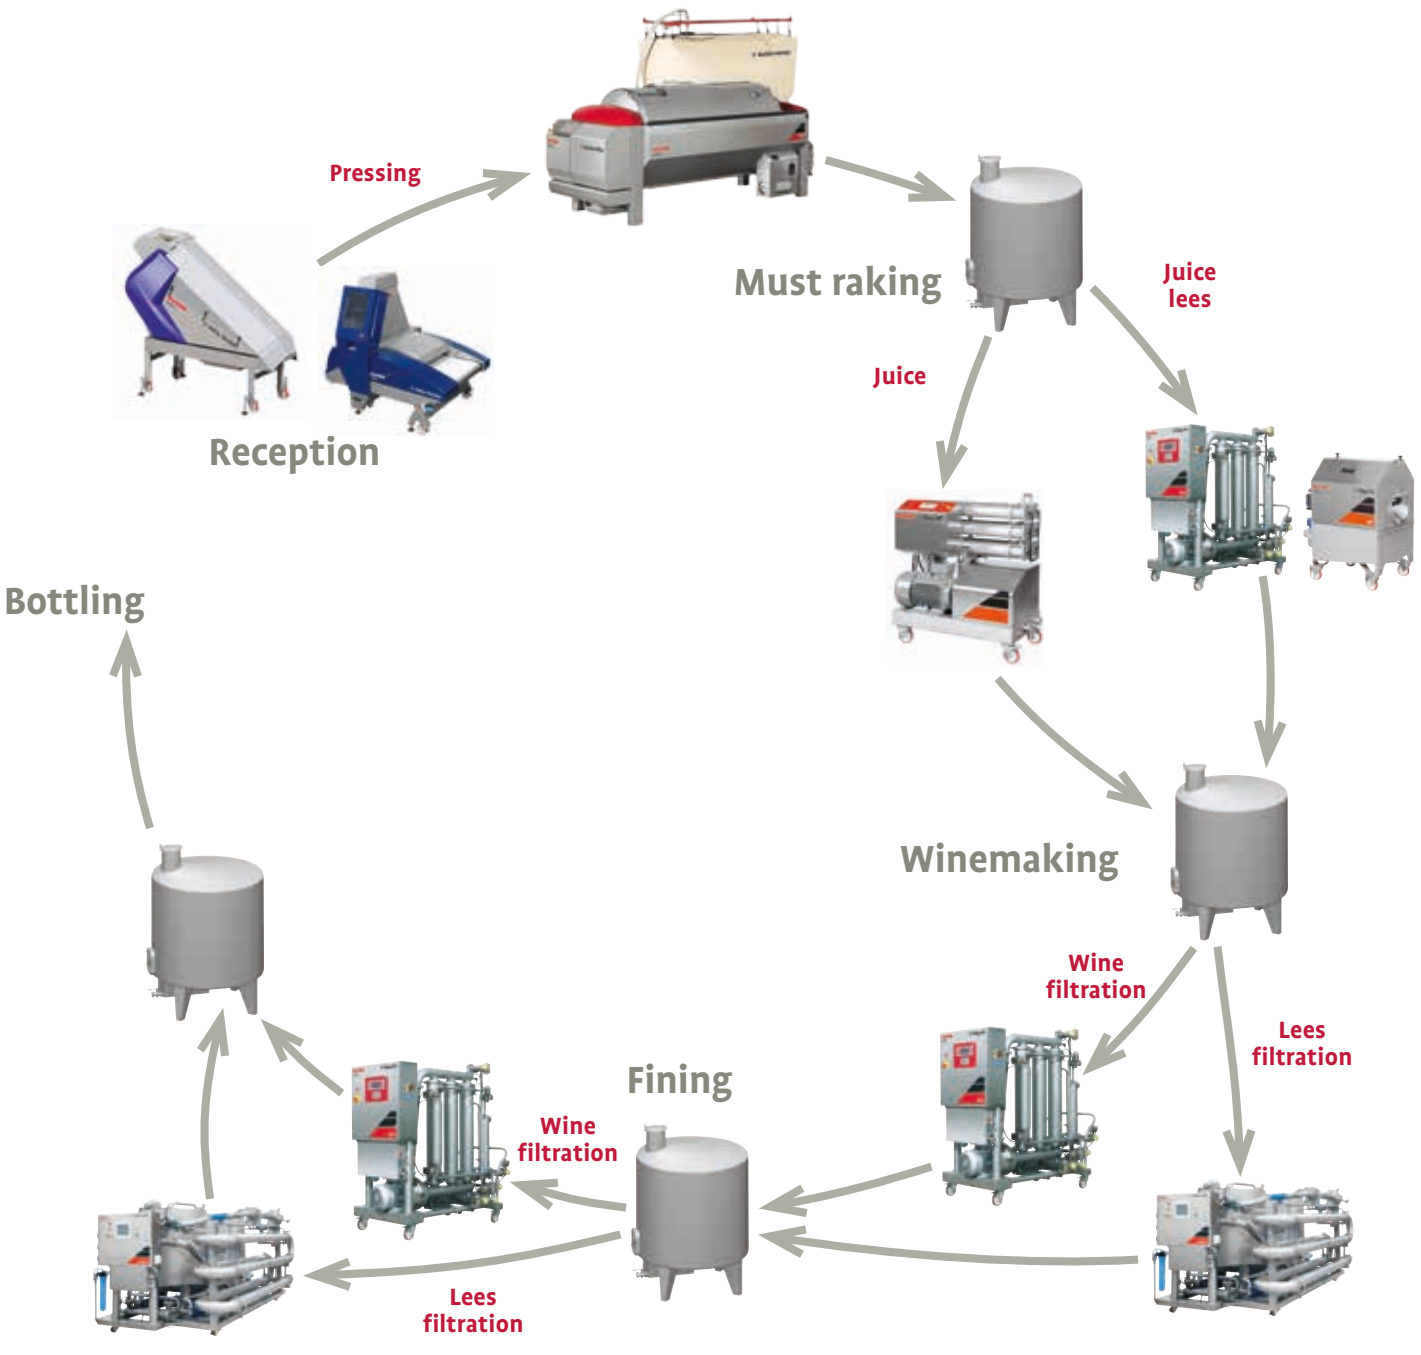 Pressing
Reception
Must raking
Juice
lees
Juice
Winemaking
Wine
filtration
Lees
filtration
Fining
Wine
filtration
Lees
filtration
Bottling